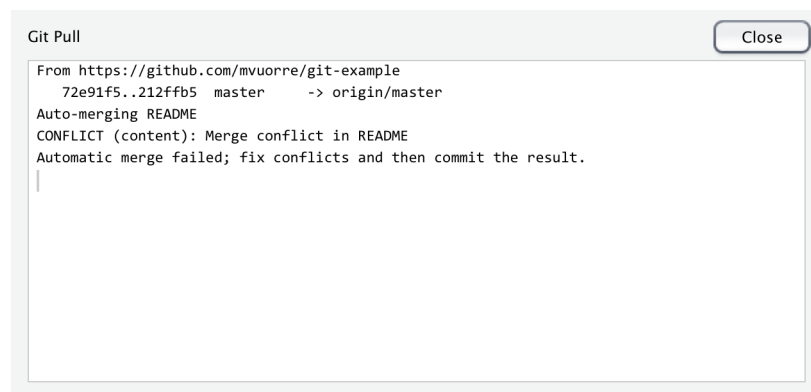 Git Pull
Close
From https://github.com/mvuorre/git-example
   72e91f5..212ffb5  master     -> origin/master
Auto-merging README
CONFLICT (content): Merge conflict in README
Automatic merge failed; fix conflicts and then commit the result.